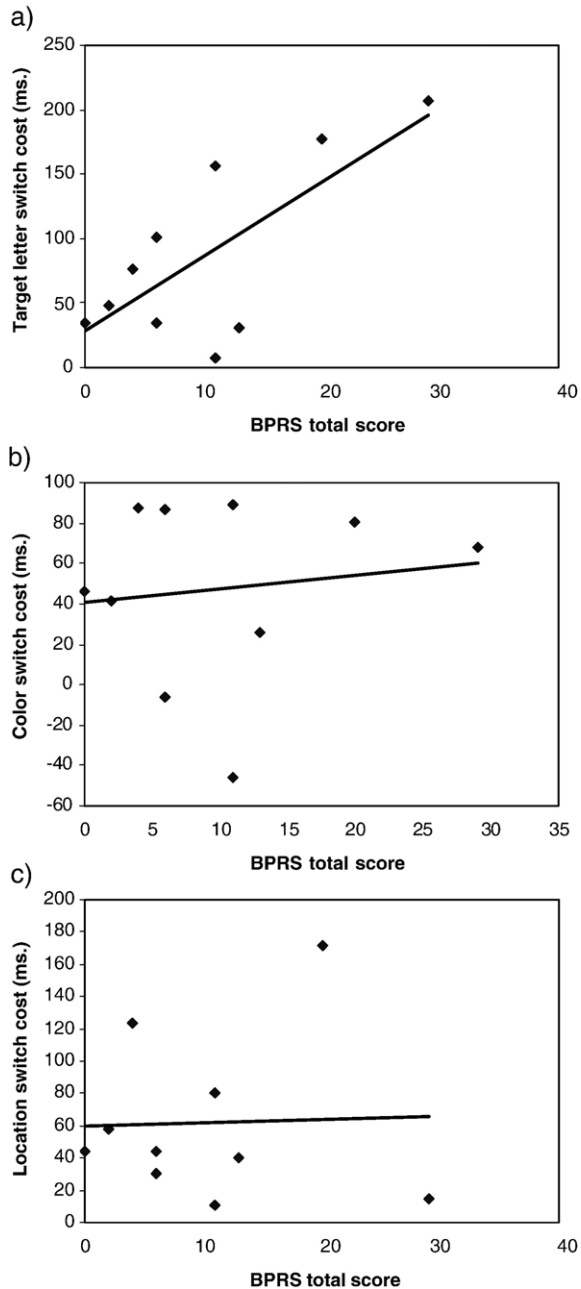 a)
250
200
150
100
50
0
Target letter switch cost (ms.)
0 10 20 30 40
BPRS total score
b)
100
80
60
40
20
0
-20
-40
-60
Color switch cost (ms.)
0 5 10 15 20 25 30 35
BPRS total score
c)
200
180
160
140
120
100
80
60
40
20
0
Location switch cost (ms.)
0 10 20 30 40
BPRS total score